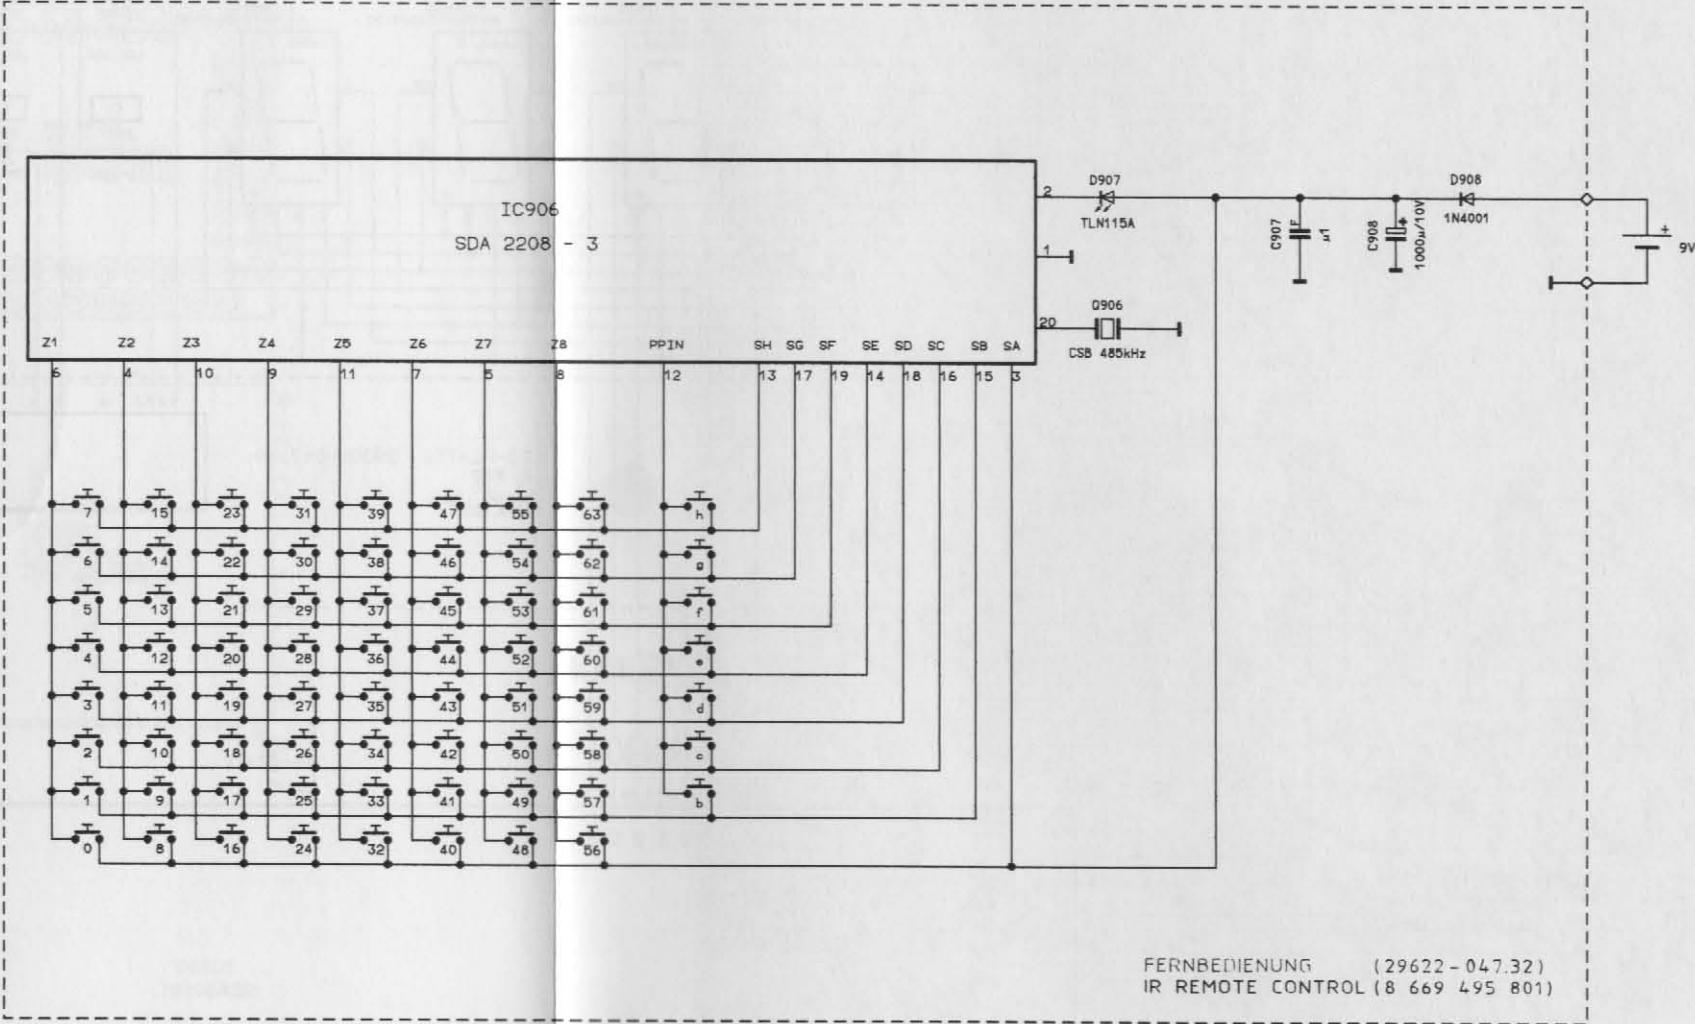 IC906
SDA 2208 - 3
2
D907
TLN115A
1
20
Q906
CSB 485kHz
C907
µ1
C908
+
1000µ/10V
D908
1N4001
+
9V
Z1 Z2 Z3 Z4 Z5 Z6 Z7 Z8 PPIN SH SG SF SE SD SC SB SA
6 4 10 9 11 7 5 8 12 13 17 19 14 18 16 15 3
7 15 23 31 39 47 55 63 h
6 14 22 30 38 46 54 62 g
5 13 21 29 37 45 53 61 f
4 12 20 28 36 44 52 60 e
3 11 19 27 35 43 51 59 d
2 10 18 26 34 42 50 58 c
1 9 17 25 33 41 49 57 b
0 8 16 24 32 40 48 56
FERNBEDIENUNG (29622-047.32)
IR REMOTE CONTROL (8 669 495 801)